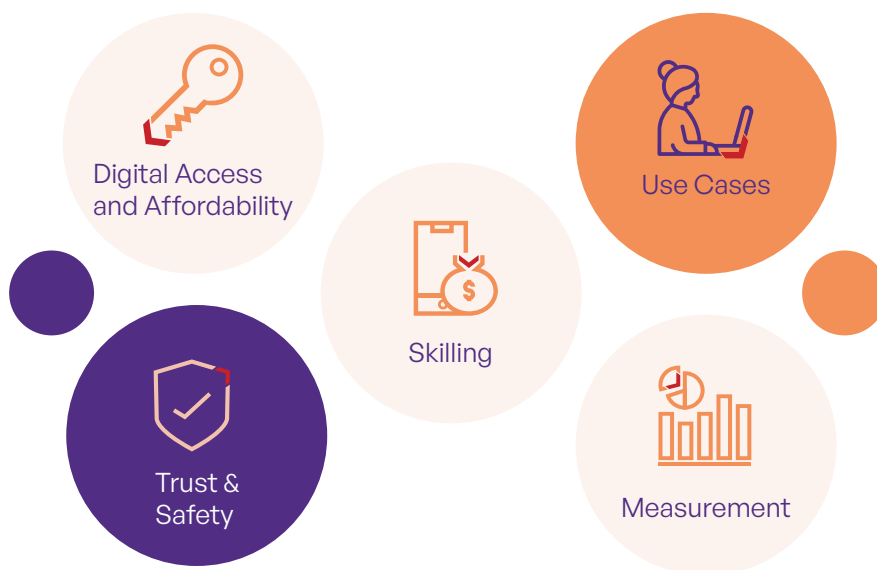 Digital Access
and Affordability
Use Cases
$
Skilling
Trust &
Safety
Measurement